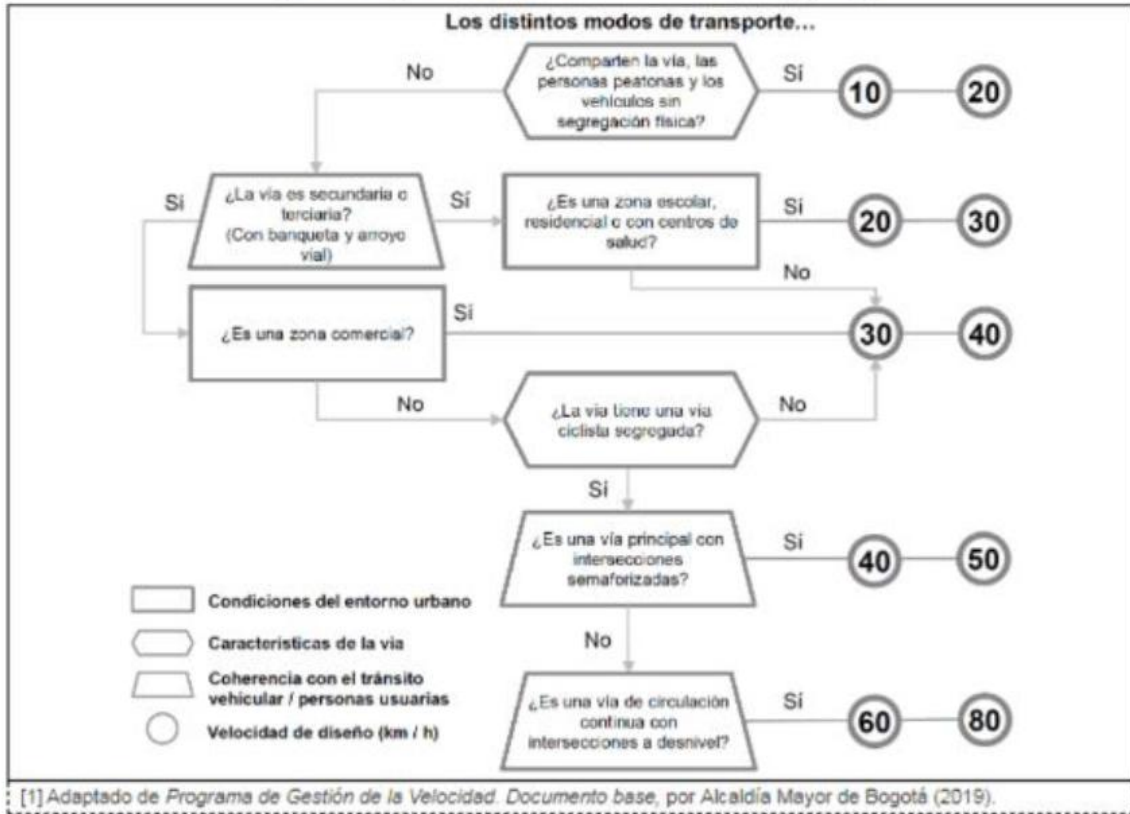 Los distintos modos de transporte...
No
¿Comparten la vía, las
personas peatonas y los
vehículos sin
segregación física?
Sí
10
20
Sí
¿La vía es secundaria o
terciaria?
(Con banqueta y arroyo
vial)
Sí
¿Es una zona escolar,
residencial o con centros de
salud?
Sí
20
30
No
¿Es una zona comercial?
Sí
30
40
No
¿La vía tiene una vía
ciclista segregada?
No
Sí
¿Es una vía principal con
intersecciones
semaforizadas?
Sí
40
50
No
¿Es una vía de circulación
continua con
intersecciones a desnivel?
Sí
60
80
Condiciones del entorno urbano
Características de la vía
Coherencia con el tránsito
vehicular / personas usuarias
Velocidad de diseño (km / h)
[1] Adaptado de Programa de Gestión de la Velocidad. Documento base, por Alcaldía Mayor de Bogotá (2019).